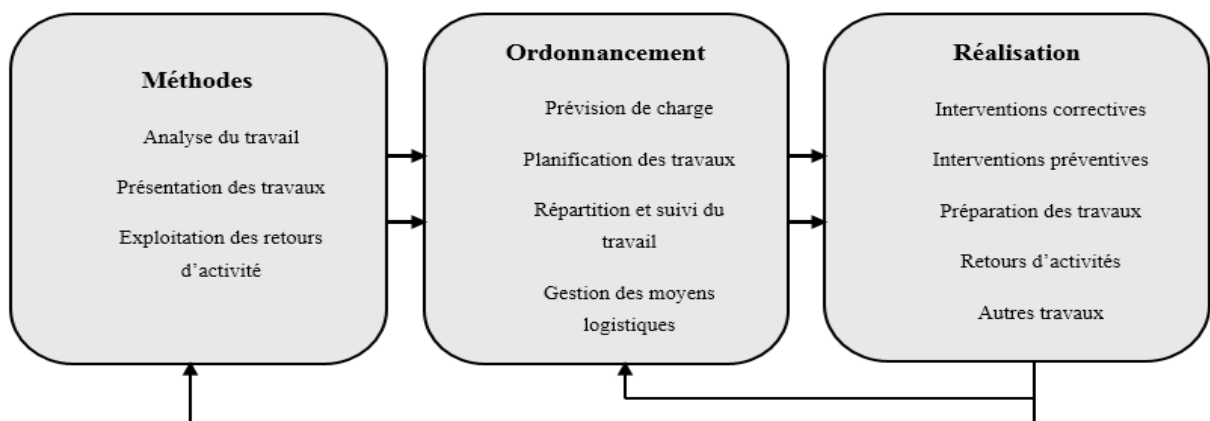 Méthodes
Analyse du travail
Présentation des travaux
Exploitation des retours
d’activité
Ordonnancement
Prévision de charge
Planification des travaux
Répartition et suivi du
travail
Gestion des moyens
logistiques
Réalisation
Interventions correctives
Interventions préventives
Préparation des travaux
Retours d’activités
Autres travaux